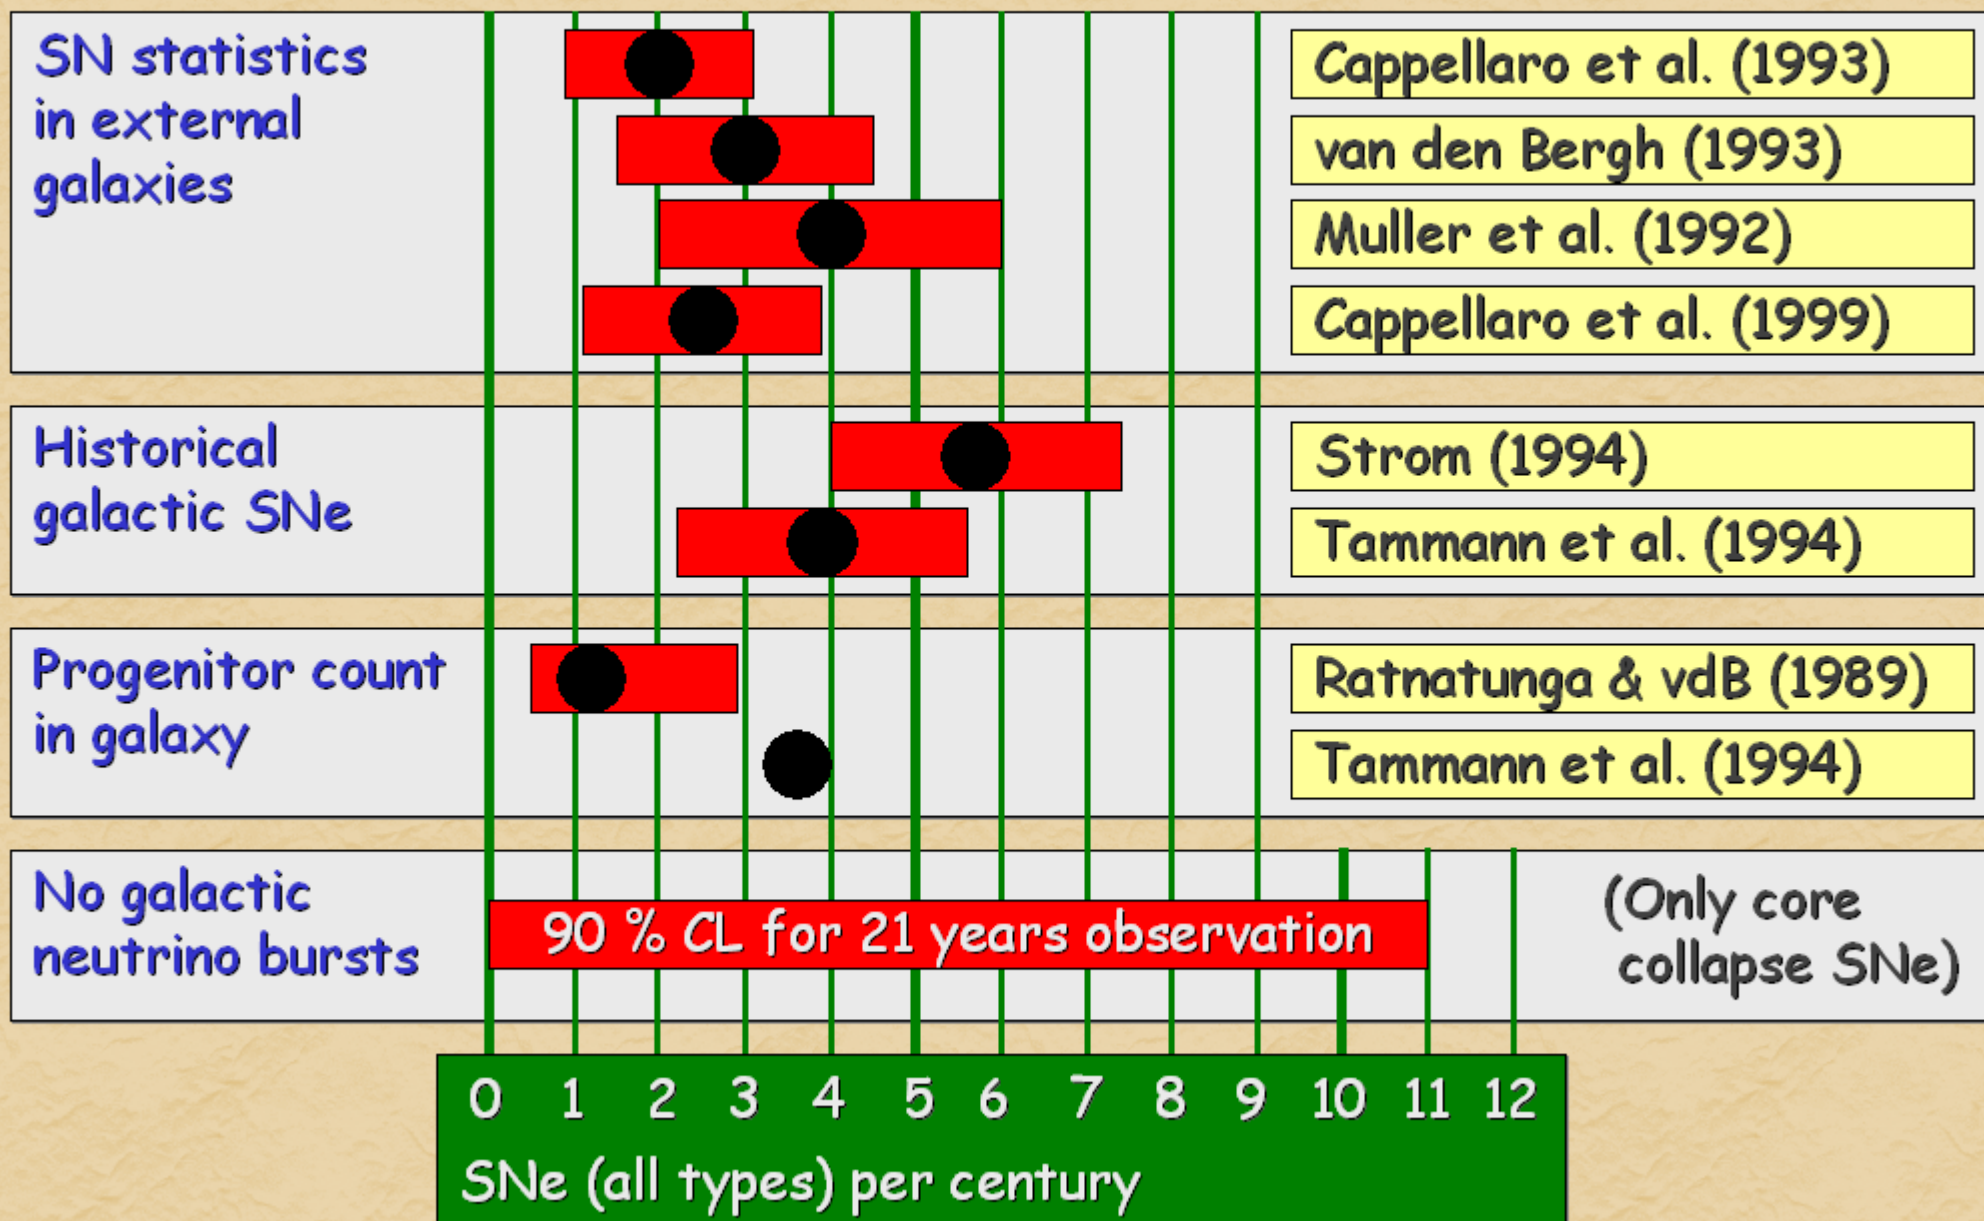 SN statistics
in external
galaxies
Cappellaro et al. (1993)
van den Bergh (1993)
Muller et al. (1992)
Cappellaro et al. (1999)
Historical
galactic SNe
Strom (1994)
Tammann et al. (1994)
Progenitor count
in galaxy
Ratnatunga & vdB (1989)
Tammann et al. (1994)
No galactic
neutrino bursts
90 % CL for 21 years observation
(Only core
collapse SNe)
0 1 2 3 4 5 6 7 8 9 10 11 12
SNe (all types) per century